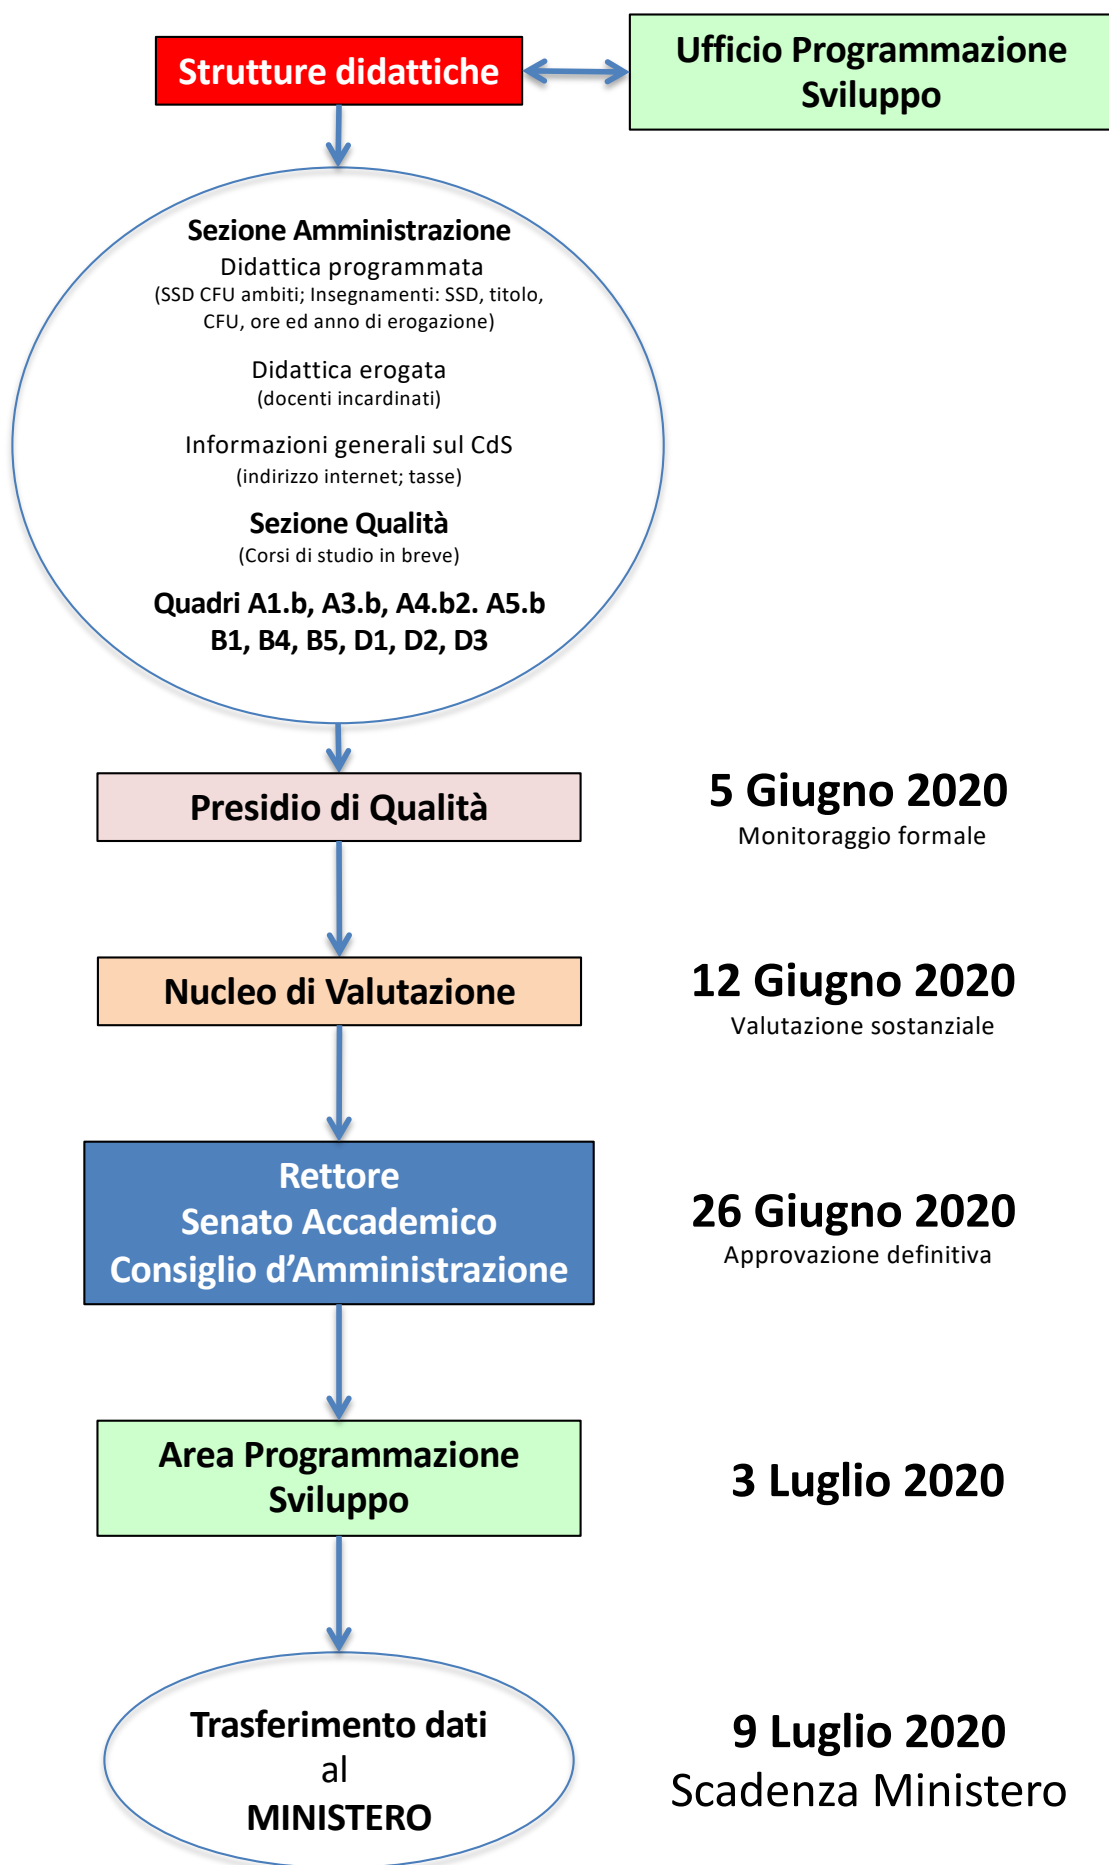 Strutture didattiche
Ufficio Programmazione
Sviluppo
Sezione Amministrazione
Didattica programmata
(SSD CFU ambiti; Insegnamenti: SSD, titolo,
CFU, ore ed anno di erogazione)
Didattica erogata
(docenti incardinati)
Informazioni generali sul CdS
(indirizzo internet; tasse)
Sezione Qualità
(Corsi di studio in breve)
Quadri A1.b, A3.b, A4.b2. A5.b
B1, B4, B5, D1, D2, D3
Presidio di Qualità
5 Giugno 2020
Monitoraggio formale
Nucleo di Valutazione
12 Giugno 2020
Valutazione sostanziale
Rettore
Senato Accademico
Consiglio d’Amministrazione
26 Giugno 2020
Approvazione definitiva
Area Programmazione
Sviluppo
3 Luglio 2020
Trasferimento dati
al
MINISTERO
9 Luglio 2020
Scadenza Ministero